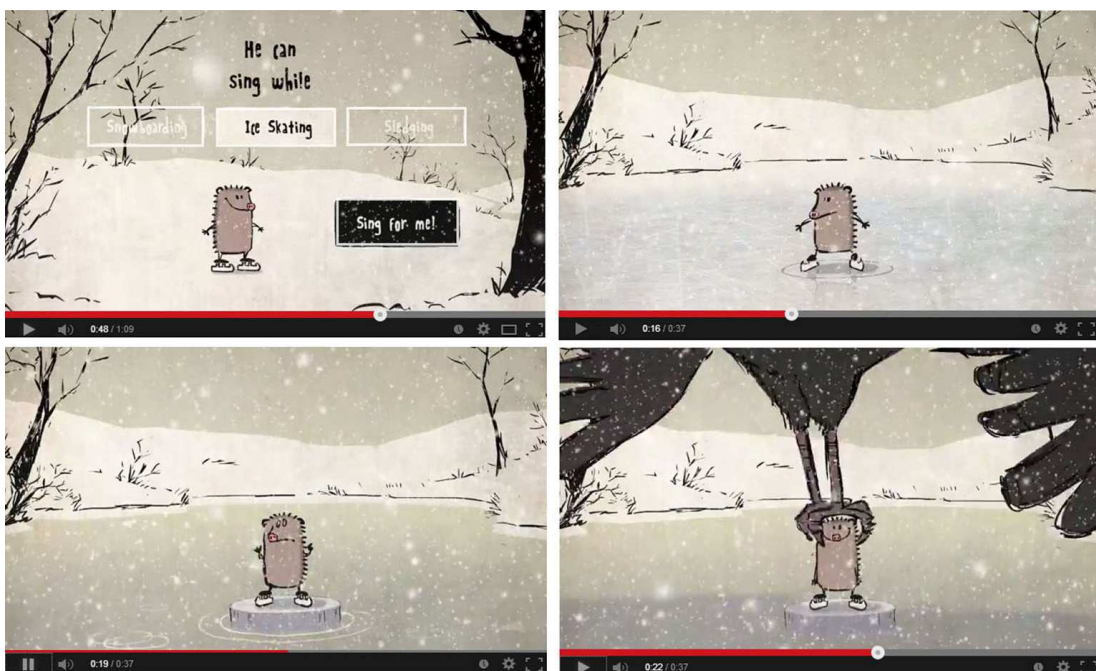 He can
sing while
Snowboarding
Ice Skating
Sledging
Sing for me!
0:48 / 1:09
0:16 / 0:37
0:19 / 0:37
0:22 / 0:37